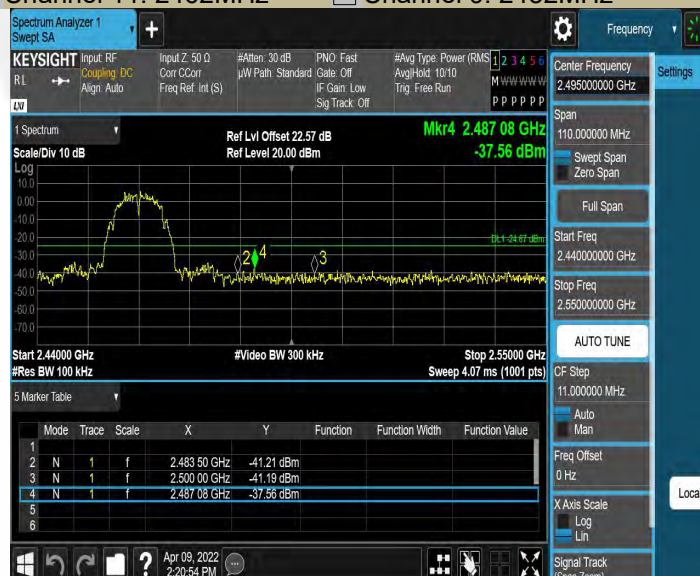 Spectrum Analyzer 1
Swept SA
+
Frequency
KEYSIGHT
RL
LXI
Input: RF
Coupling: DC
Align: Auto
Input Z: 50 Ω
Corr CCorr
Freq Ref: Int (S)
#Atten: 30 dB
µW Path: Standard
PNO: Fast
Gate: Off
IF Gain: Low
Sig Track: Off
#Avg Type: Power (RMS
Avg|Hold: 10/10
Trig: Free Run
1 2 3 4 5 6
M W W W W W
P P P P P P
1 Spectrum
Scale/Div 10 dB
Ref Lvl Offset 22.57 dB
Ref Level 20.00 dBm
Mkr4 2.487 08 GHz
-37.56 dBm
Log
10.0
0.00
-10.0
-20.0
-30.0
-40.0
-50.0
-60.0
-70.0
DL1 -24.67 dBm
2 4 3
Start 2.44000 GHz
#Res BW 100 kHz
#Video BW 300 kHz
Stop 2.55000 GHz
Sweep 4.07 ms (1001 pts)
5 Marker Table
Mode Trace Scale X Y Function Function Width Function Value
1
2 N 1 f 2.483 50 GHz -41.21 dBm
3 N 1 f 2.500 00 GHz -41.19 dBm
4 N 1 f 2.487 08 GHz -37.56 dBm
5
6
?
Apr 09, 2022
2:20:54 PM
Center Frequency
2.495000000 GHz
Settings
Span
110.000000 MHz
Swept Span
Zero Span
Full Span
Start Freq
2.440000000 GHz
Stop Freq
2.550000000 GHz
AUTO TUNE
CF Step
11.000000 MHz
Auto
Man
Freq Offset
0 Hz
Loca
X Axis Scale
Log
Lin
Signal Track
(Span Zoom)